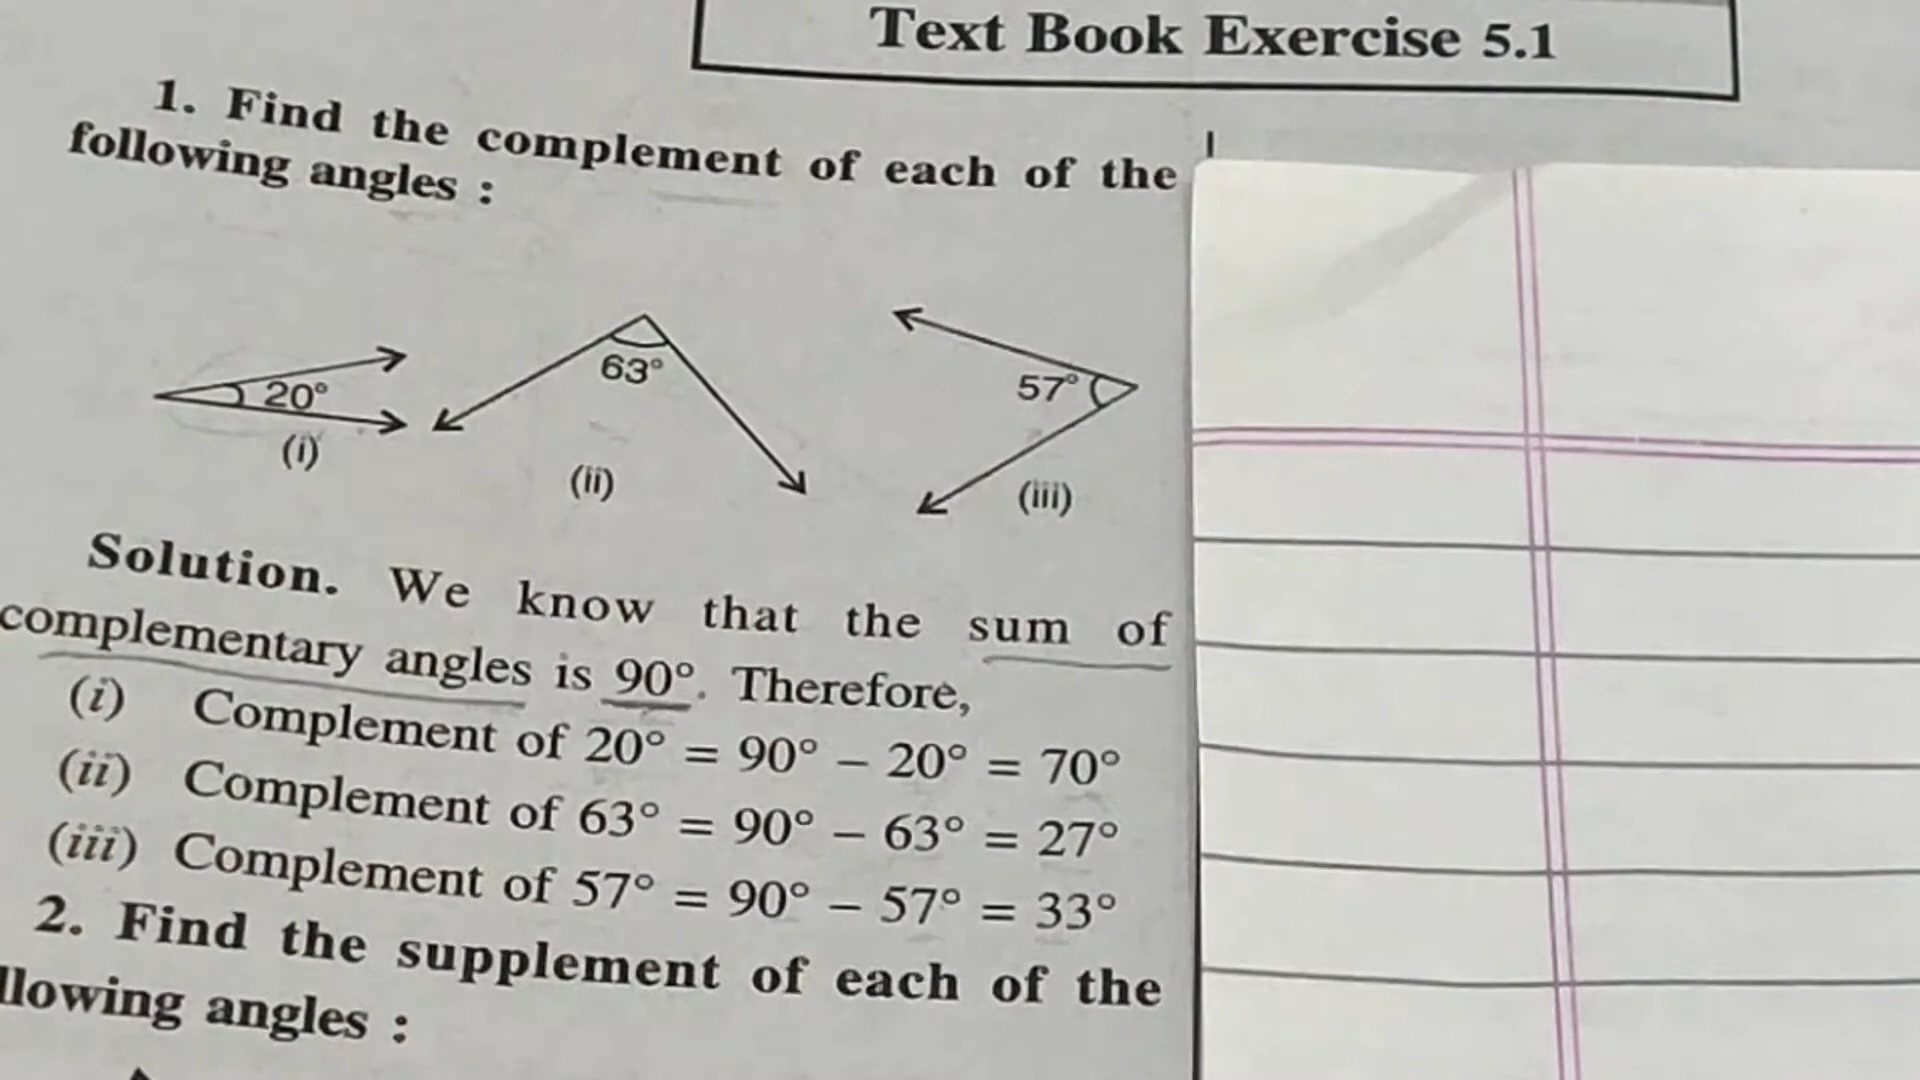 Text Book Exercise 5.1
1. Find the complement of each of the
following angles :
20°
(i)
63°
(ii)
57°
(iii)
Solution. We know that the sum of
complementary angles is 90°. Therefore,
(i) Complement of 20° = 90° – 20° = 70°
(ii) Complement of 63° = 90° – 63° = 27°
(iii) Complement of 57° = 90° – 57° = 33°
2. Find the supplement of each of the
llowing angles :